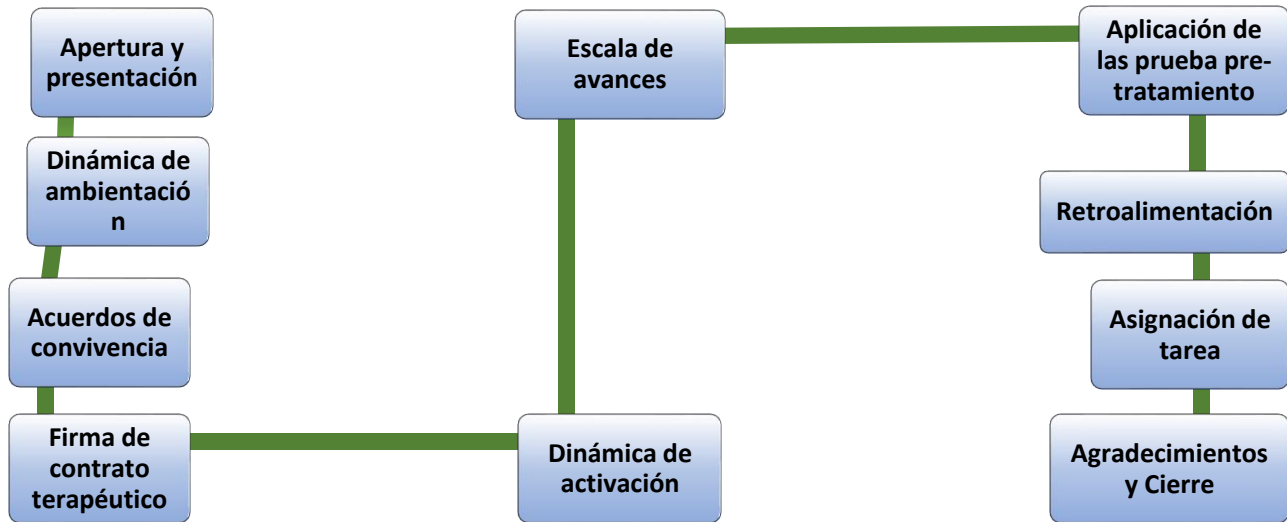 Apertura y
presentación
Dinámica de
ambientació
n
Acuerdos de
convivencia
Firma de
contrato
terapéutico
Dinámica de
activación
Escala de
avances
Aplicación de
las prueba pre-
tratamiento
Retroalimentación
Asignación de
tarea
Agradecimientos
y Cierre